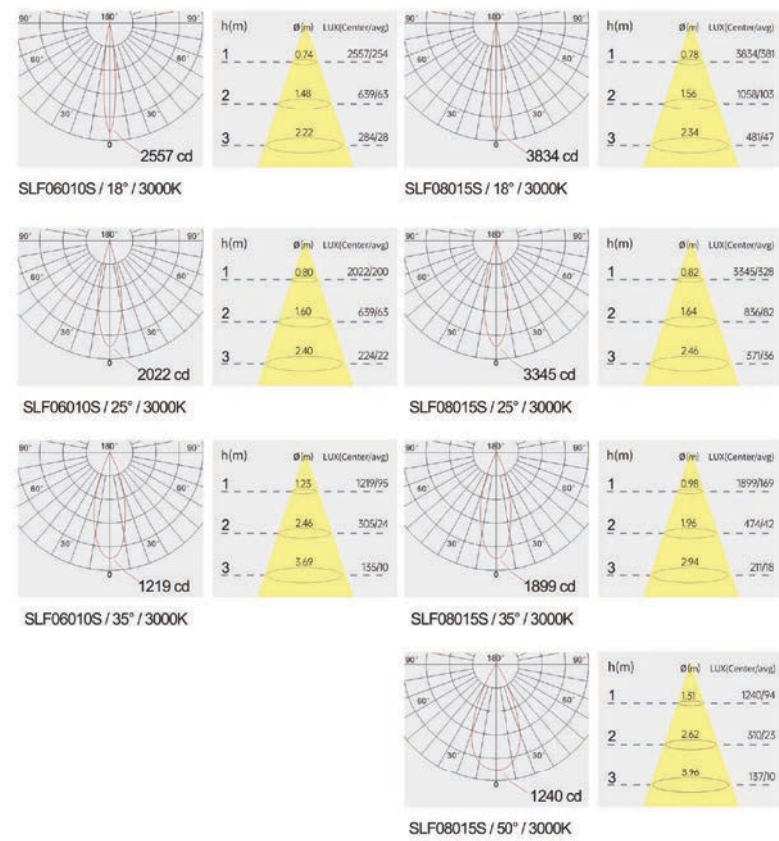 90° 180° 90°
60° 60°
30 30
0
2557 cd
h(m) Ø(m) LUX(Center/avg)
1 0.74 2557/254
2 1.48 639/63
3 2.22 284/28
SLF06010S / 18° / 3000K
90° 180° 90°
60° 60°
30 30°
0
3834 cd
h(m) Ø(m) LUX(Center/avg)
1 0.78 3834/381
2 1.56 1058/103
3 2.34 481/47
SLF08015S / 18° / 3000K
90° 180° 90°
60° 60°
30° 30°
0
2022 cd
h(m) Ø(m) LUX(Center/avg)
1 0.80 2022/200
2 1.60 639/63
3 2.40 224/22
SLF06010S / 25° / 3000K
90° 180° 90°
60° 60°
30° 30°
0
3345 cd
h(m) Ø(m) LUX(Center/avg)
1 0.82 3345/328
2 1.64 836/82
3 2.46 371/36
SLF08015S / 25° / 3000K
90° 180° 90°
60° 60°
30° 30°
0
1219 cd
h(m) Ø(m) LUX(Center/avg)
1 1.23 1219/95
2 2.46 305/24
3 3.69 135/10
SLF06010S / 35° / 3000K
90° 180° 90°
60° 60°
30° 30°
0
1899 cd
h(m) Ø(m) LUX(Center/avg)
1 0.98 1899/169
2 1.96 474/42
3 2.94 211/18
SLF08015S / 35° / 3000K
90° 180° 90°
60° 60°
30° 30°
0
1240 cd
h(m) Ø(m) LUX(Center/avg)
1 1.31 1240/94
2 2.62 310/23
3 3.96 137/10
SLF08015S / 50° / 3000K